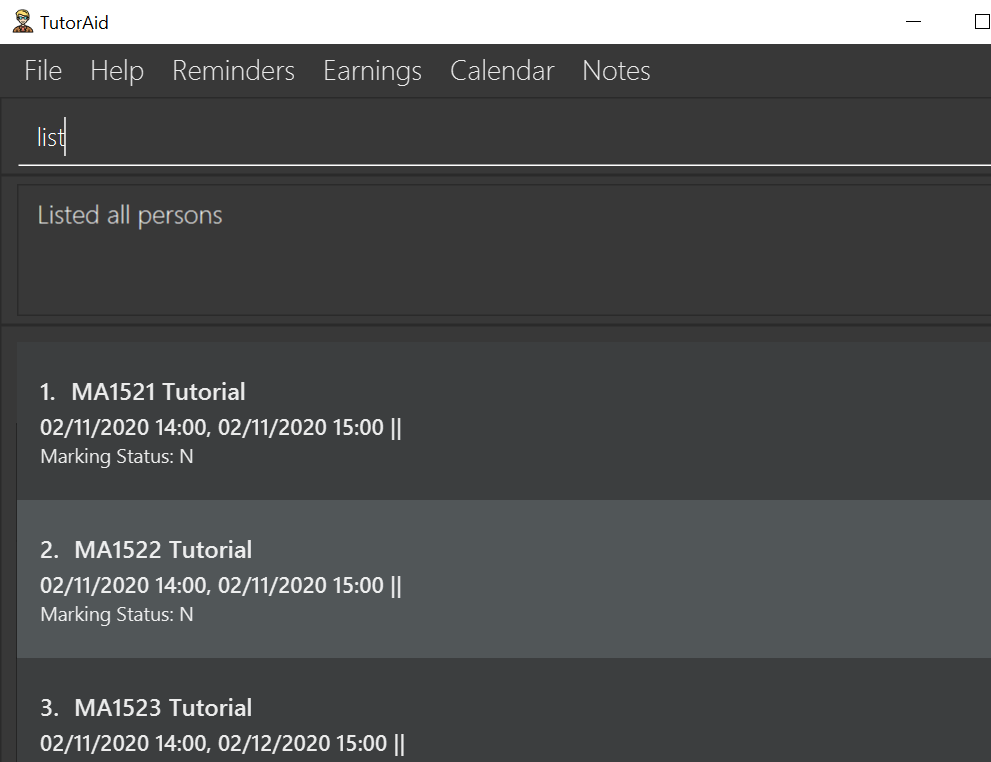 TutorAid
File Help Reminders Earnings Calendar Notes
list
Listed all persons
1. MA1521 Tutorial
02/11/2020 14:00, 02/11/2020 15:00 ||
Marking Status: N
2. MA1522 Tutorial
02/11/2020 14:00, 02/11/2020 15:00 ||
Marking Status: N
3. MA1523 Tutorial
02/11/2020 14:00, 02/12/2020 15:00 ||